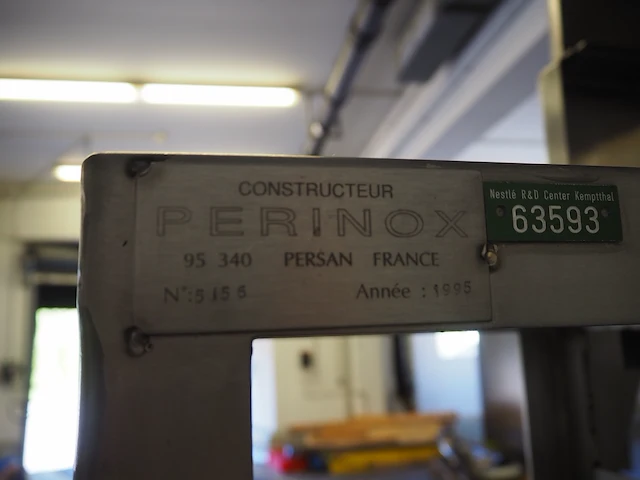 CONSTRUCTEUR
PERINOX
95 340 PERSAN FRANCE
N°:5156 Année : 1995
Nestlé R&D Center Kemptthal
63593